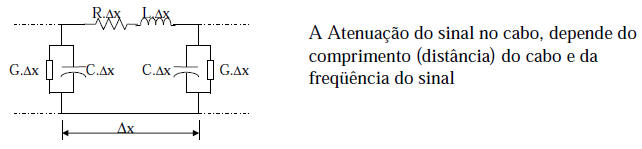 R.Δx
L.Δx
G.Δx
C.Δx
C.Δx
G.Δx
Δx
A Atenuação do sinal no cabo, depende do
comprimento (distância) do cabo e da
freqüência do sinal